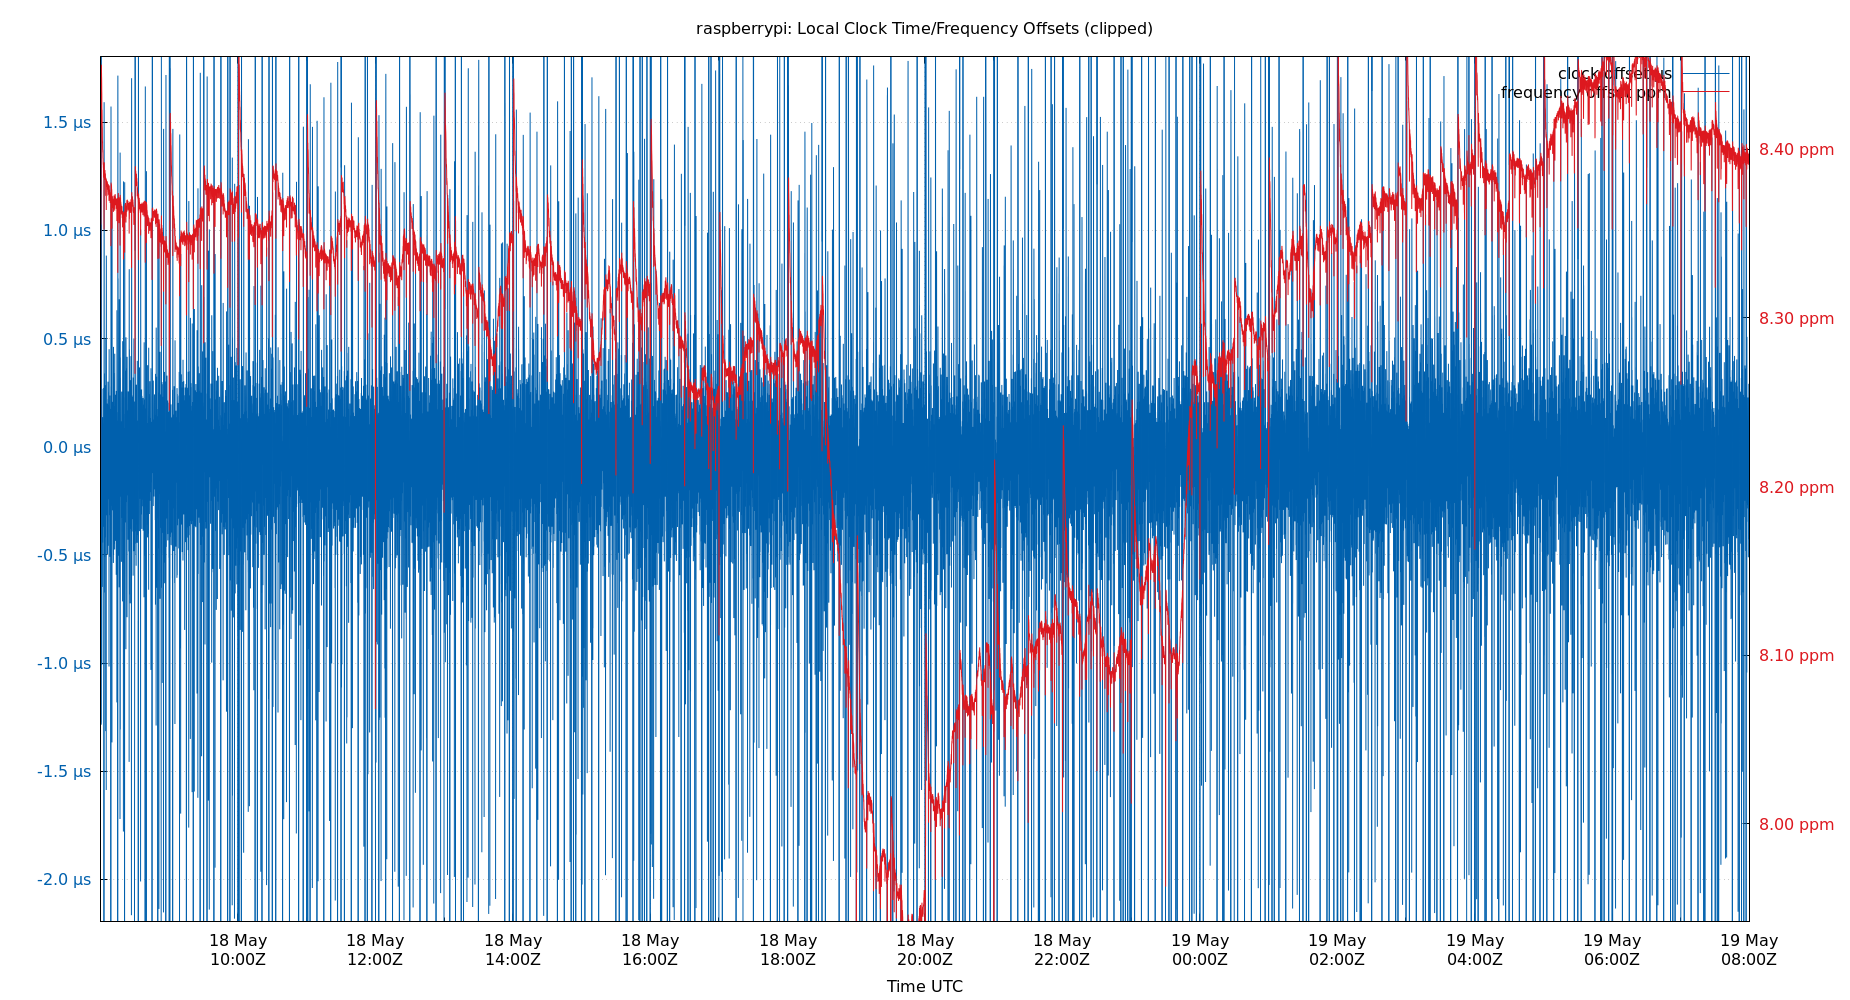 raspberrypi: Local Clock Time/Frequency Offsets (clipped)
clock offset µs
frequency offset ppm
1.5 µs
1.0 µs
0.5 µs
0.0 µs
-0.5 µs
-1.0 µs
-1.5 µs
-2.0 µs
8.40 ppm
8.30 ppm
8.20 ppm
8.10 ppm
8.00 ppm
18 May
10:00Z
18 May
12:00Z
18 May
14:00Z
18 May
16:00Z
18 May
18:00Z
18 May
20:00Z
18 May
22:00Z
19 May
00:00Z
19 May
02:00Z
19 May
04:00Z
19 May
06:00Z
19 May
08:00Z
Time UTC